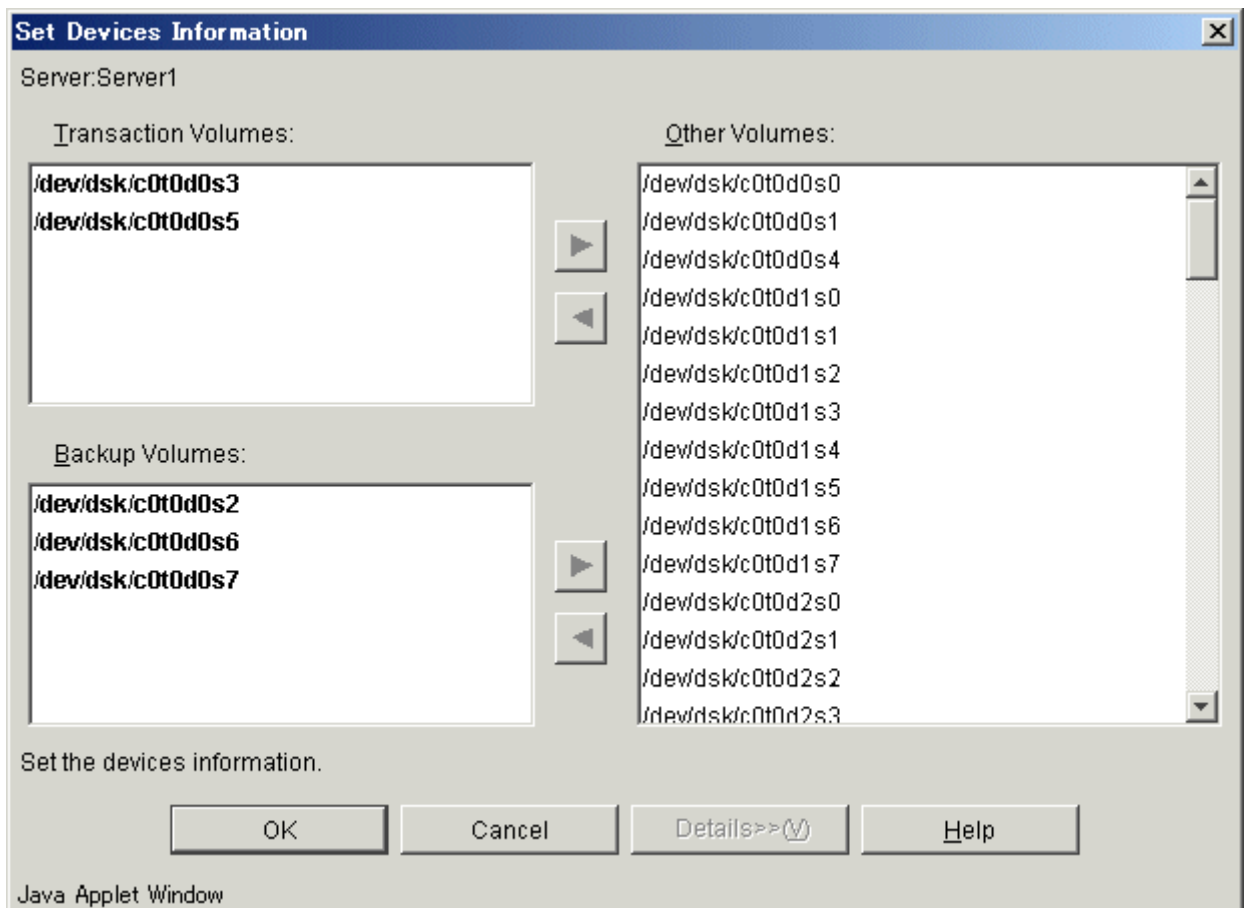 Set Devices Information
Server:Server1
Transaction Volumes:
/dev/dsk/c0t0d0s3
/dev/dsk/c0t0d0s5
Backup Volumes:
/dev/dsk/c0t0d0s2
/dev/dsk/c0t0d0s6
/dev/dsk/c0t0d0s7
Other Volumes:
/dev/dsk/c0t0d0s0
/dev/dsk/c0t0d0s1
/dev/dsk/c0t0d0s4
/dev/dsk/c0t0d1s0
/dev/dsk/c0t0d1s1
/dev/dsk/c0t0d1s2
/dev/dsk/c0t0d1s3
/dev/dsk/c0t0d1s4
/dev/dsk/c0t0d1s5
/dev/dsk/c0t0d1s6
/dev/dsk/c0t0d1s7
/dev/dsk/c0t0d2s0
/dev/dsk/c0t0d2s1
/dev/dsk/c0t0d2s2
/dev/dsk/c0t0d2s3
Set the devices information.
OK
Cancel
Details>>(V)
Help
Java Applet Window